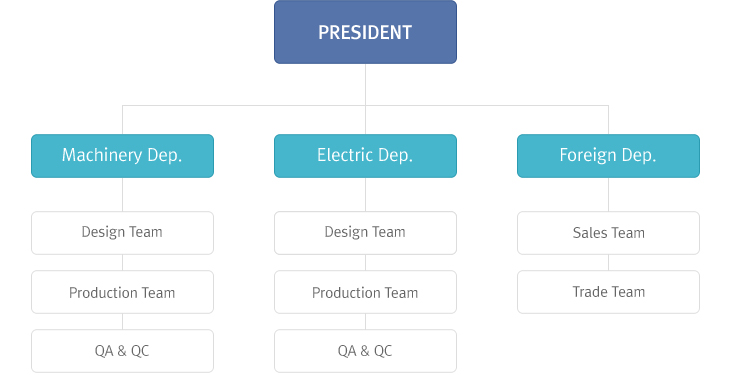 PRESIDENT
Machinery Dep.
Electric Dep.
Foreign Dep.
Design Team
Design Team
Sales Team
Production Team
Production Team
Trade Team
QA & QC
QA & QC